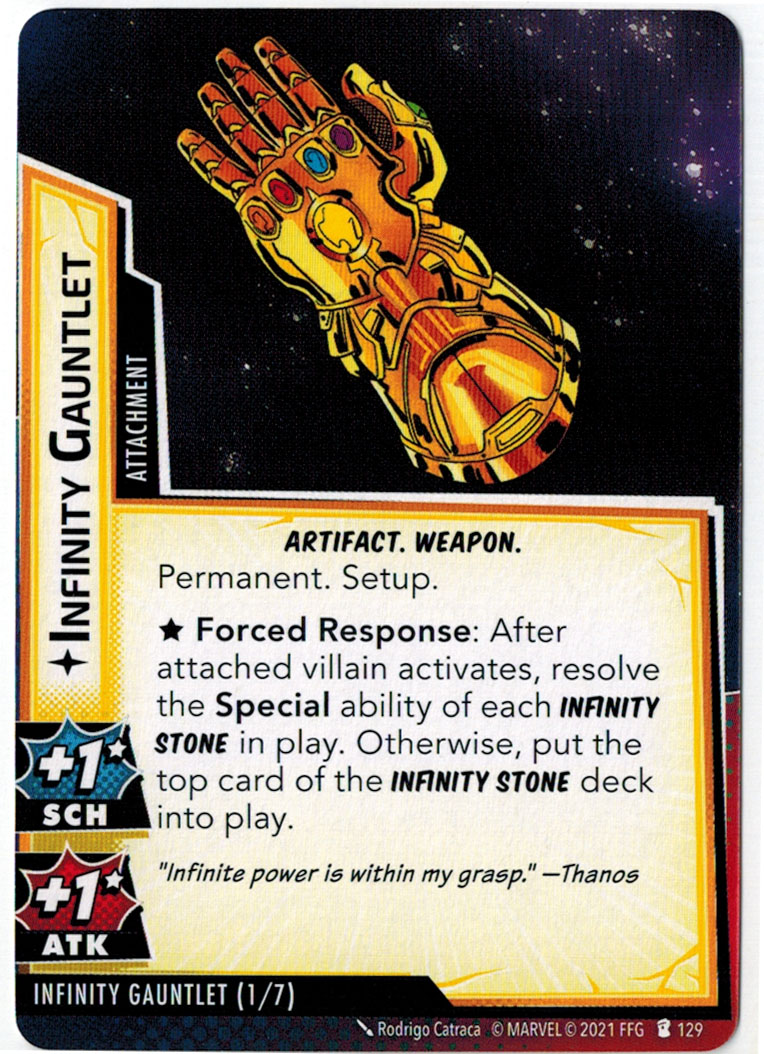 INFINITY GAUNTLET
ATTACHMENT
ARTIFACT. WEAPON.
Permanent. Setup.
★ Forced Response: After
attached villain activates, resolve
the Special ability of each INFINITY
STONE in play. Otherwise, put the
top card of the INFINITY STONE deck
into play.
"Infinite power is within my grasp." —Thanos
+1★
SCH
+1★
ATK
INFINITY GAUNTLET (1/7)
Rodrigo Catraca © MARVEL © 2021 FFG 129